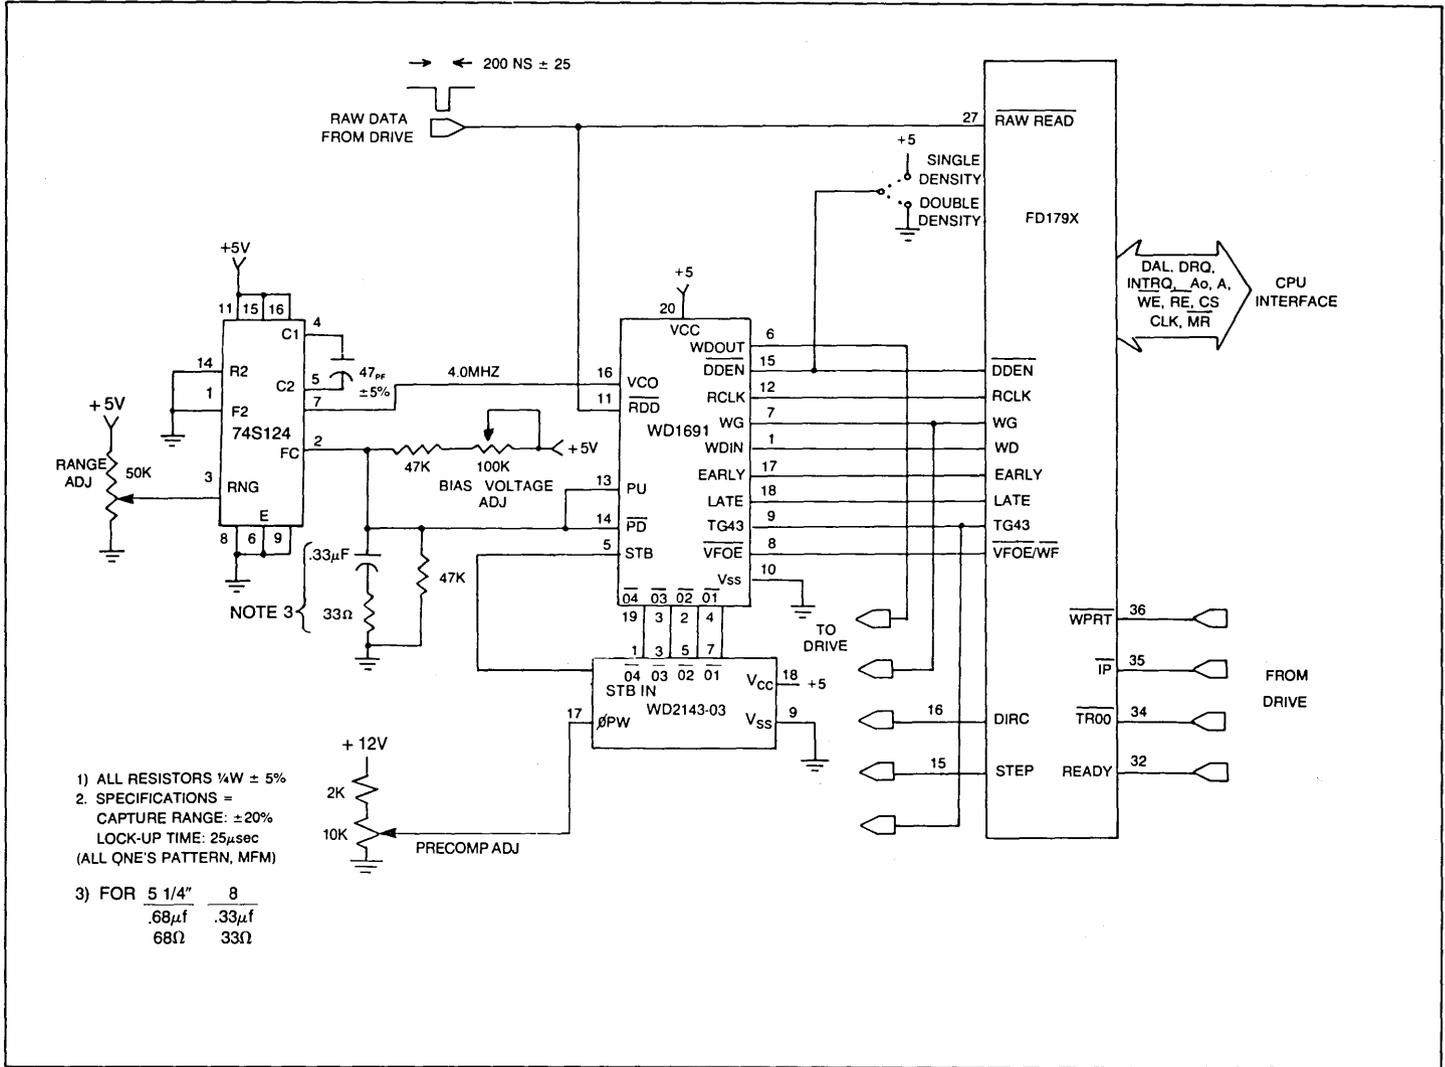 200 NS ± 25
RAW DATA
FROM DRIVE
27
RAW READ
+5
SINGLE
DENSITY
DOUBLE
DENSITY
FD179X
DAL, DRQ,
INTRQ, Ao, A,
WE, RE, CS
CLK, MR
CPU
INTERFACE
+5V
11 15 16
4
C1
47PF
±5%
5
C2
14
R2
1
F2
7
4.0MHZ
74S124
2
FC
47K
100K
+5V
BIAS VOLTAGE
ADJ
+5V
RANGE
ADJ
50K
3
RNG
E
8 6 9
.33µF
33Ω
NOTE 3
47K
+5
20
VCC
WDOUT
6
DDEN
15
DDEN
16
VCO
RCLK
12
RCLK
11
RDD
WG
7
WG
WD1691
WDIN
1
WD
EARLY
17
EARLY
13
PU
LATE
18
LATE
14
PD
TG43
9
TG43
5
STB
VFOE
8
VFOE/WF
Vss
10
04 03 02 01
19 3 2 4
1 3 5 7
04 03 02 01
STB IN
VCC
18
+5
WD2143-03
17
ØPW
VSS
9
TO
DRIVE
WPRT
36
IP
35
FROM
DRIVE
16
DIRC
TR00
34
15
STEP
READY
32
+ 12V
2K
10K
PRECOMP ADJ
1) ALL RESISTORS ¼W ± 5%
2. SPECIFICATIONS =
CAPTURE RANGE: ±20%
LOCK-UP TIME: 25µsec
(ALL ONE'S PATTERN, MFM)
3) FOR 5 1/4" 8
.68µf .33µf
68Ω 33Ω